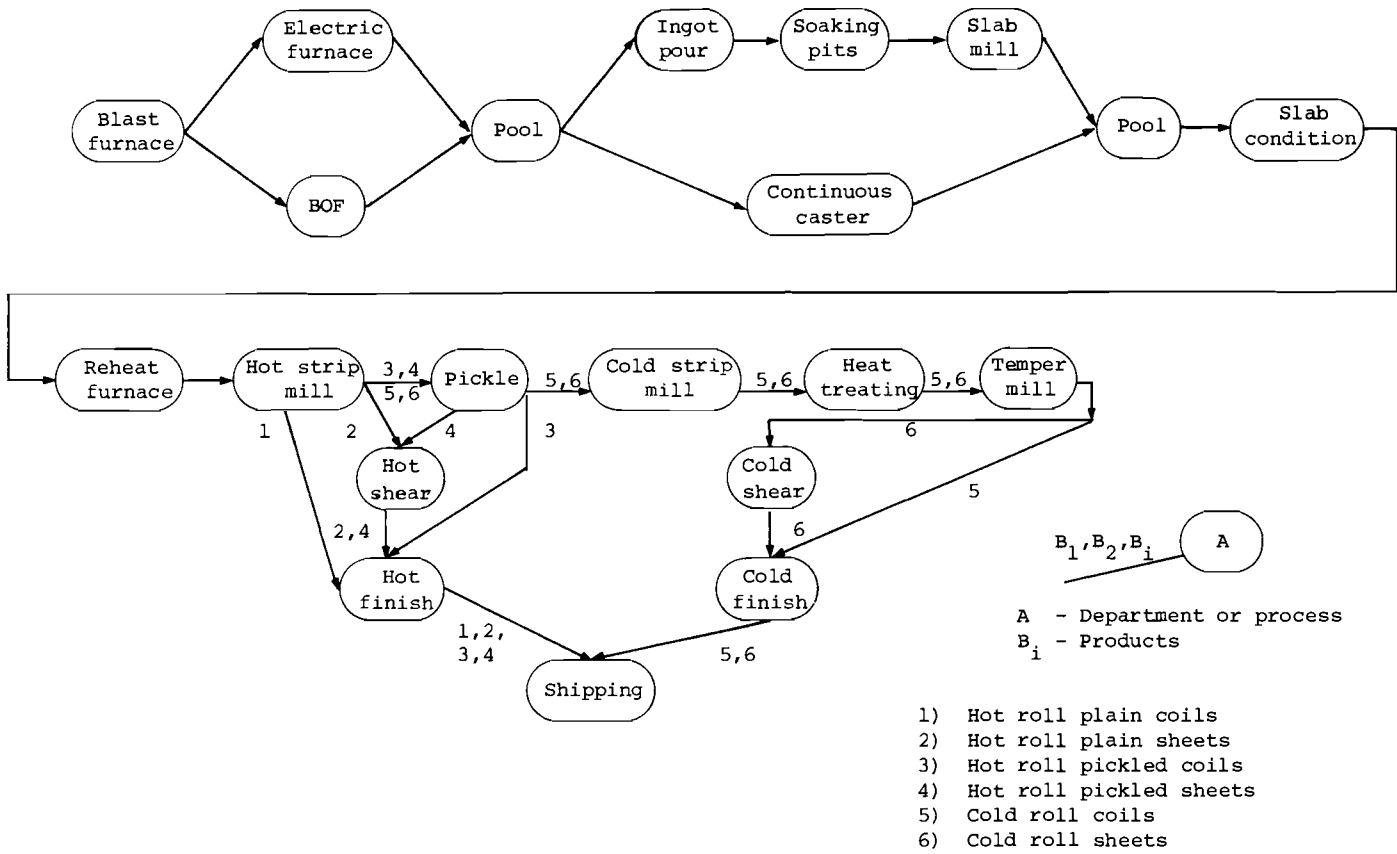 Electric
furnace
Ingot
pour
Soaking
pits
Slab
mill
Blast
furnace
Pool
Pool
Slab
condition
BOF
Continuous
caster
Reheat
furnace
Hot strip
mill
3,4
5,6
Pickle
5,6
Cold strip
mill
5,6
Heat
treating
5,6
Temper
mill
1
2
4
3
6
Hot
shear
Cold
shear
5
2,4
6
B1,B2,Bi
A
Hot
finish
Cold
finish
A - Department or process
Bi - Products
1,2,
3,4
5,6
Shipping
1) Hot roll plain coils
2) Hot roll plain sheets
3) Hot roll pickled coils
4) Hot roll pickled sheets
5) Cold roll coils
6) Cold roll sheets